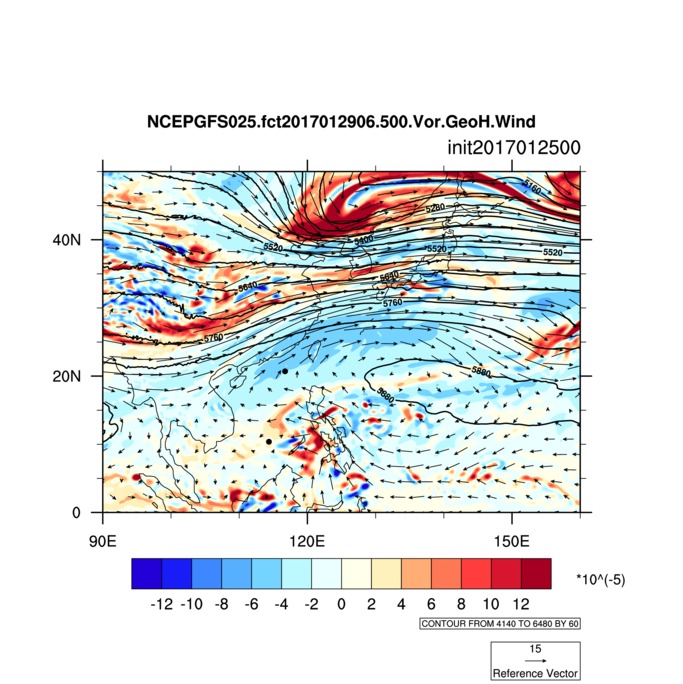 NCEPGFS025.fct2017012906.500.Vor.GeoH.Wind
init2017012500
5160
5280
5400
5520
5520
5520
5640
5640
5760
5760
5880
5880
40N
20N
0
90E 120E 150E
-12 -10 -8 -6 -4 -2 0 2 4 6 8 10 12
*10^(-5)
CONTOUR FROM 4140 TO 6480 BY 60
15
Reference Vector